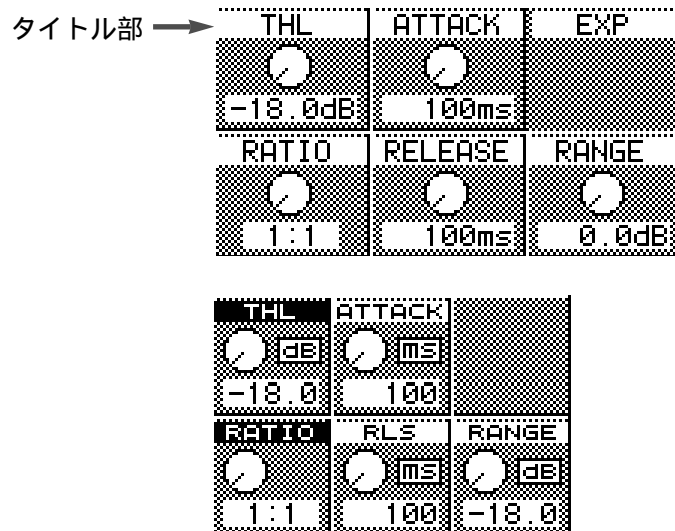 タイトル部
THL ATTACK EXP
-18.0dB 100ms
RATIO RELEASE RANGE
1:1 100ms 0.0dB
THL ATTACK
dB ms
-18.0 100
RATIO RLS RANGE
ms dB
1:1 100 -18.0